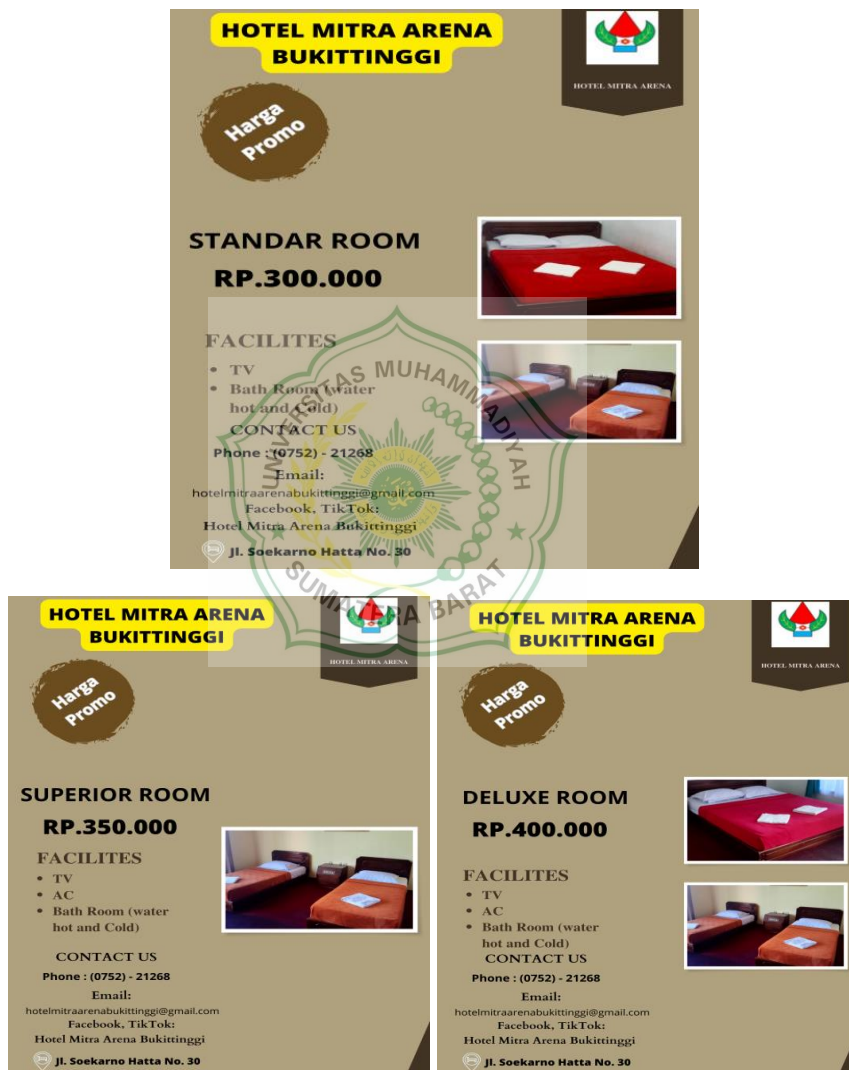 HOTEL MITRA ARENA
BUKITTINGGI
HOTEL MITRA ARENA
Harga
Promo
STANDAR ROOM
RP.300.000
FACILITES
• TV
• Bath Room (water
hot and Cold)
CONTACT US
Phone : (0752) - 21268
Email:
hotelmitraarenabukittinggi@gmail.com
Facebook, TikTok:
Hotel Mitra Arena Bukittinggi
Jl. Soekarno Hatta No. 30
UNIVERSITAS MUHAMMADIYAH
SUMATERA BARAT
HOTEL MITRA ARENA
BUKITTINGGI
HOTEL MITRA ARENA
Harga
Promo
SUPERIOR ROOM
RP.350.000
FACILITES
• TV
• AC
• Bath Room (water
hot and Cold)
CONTACT US
Phone : (0752) - 21268
Email:
hotelmitraarenabukittinggi@gmail.com
Facebook, TikTok:
Hotel Mitra Arena Bukittinggi
Jl. Soekarno Hatta No. 30
HOTEL MITRA ARENA
BUKITTINGGI
HOTEL MITRA ARENA
Harga
Promo
DELUXE ROOM
RP.400.000
FACILITES
• TV
• AC
• Bath Room (water
hot and Cold)
CONTACT US
Phone : (0752) - 21268
Email:
hotelmitraarenabukittinggi@gmail.com
Facebook, TikTok:
Hotel Mitra Arena Bukittinggi
Jl. Soekarno Hatta No. 30